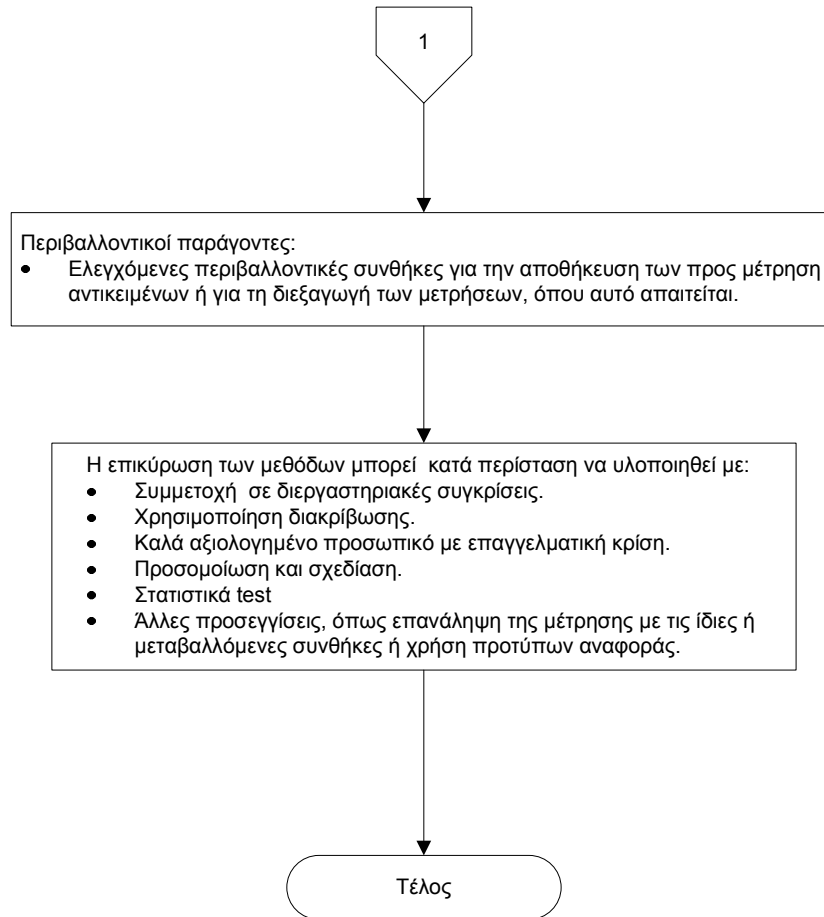 1
Περιβαλλοντικοί παράγοντες:
• Ελεγχόμενες περιβαλλοντικές συνθήκες για την αποθήκευση των προς μέτρηση
αντικειμένων ή για τη διεξαγωγή των μετρήσεων, όπου αυτό απαιτείται.
Η επικύρωση των μεθόδων μπορεί κατά περίσταση να υλοποιηθεί με:
• Συμμετοχή σε διεργαστηριακές συγκρίσεις.
• Χρησιμοποίηση διακρίβωσης.
• Καλά αξιολογημένο προσωπικό με επαγγελματική κρίση.
• Προσομοίωση και σχεδίαση.
• Στατιστικά test
• Άλλες προσεγγίσεις, όπως επανάληψη της μέτρησης με τις ίδιες ή
μεταβαλλόμενες συνθήκες ή χρήση προτύπων αναφοράς.
Τέλος